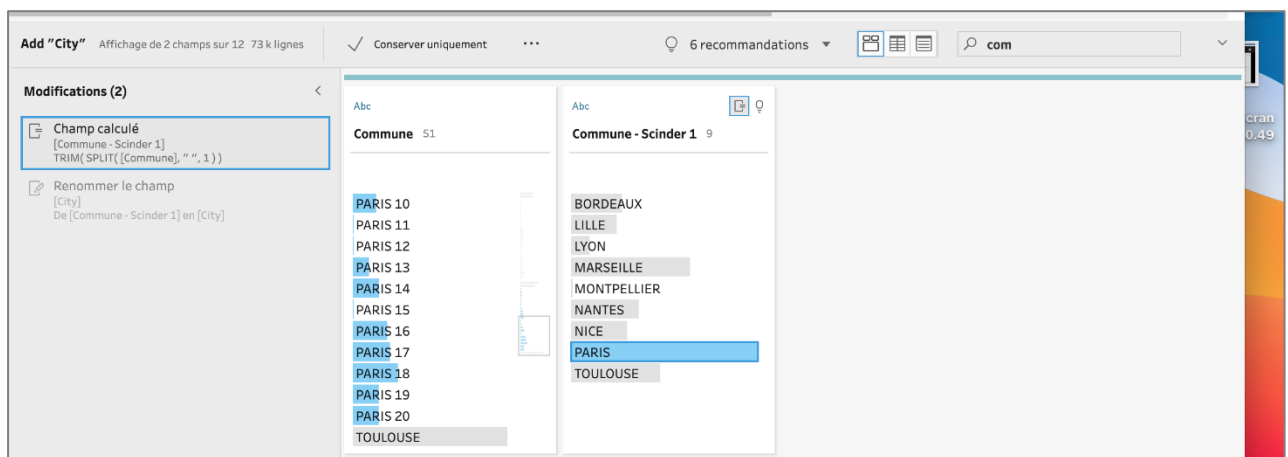 Add "City" Affichage de 2 champs sur 12 73 k lignes
Conserver uniquement
6 recommandations
com
Modifications (2)
Champ calculé
[Commune - Scinder 1]
TRIM( SPLIT( [Commune], " ", 1 ) )
Renommer le champ
[City]
De [Commune - Scinder 1] en [City]
Abc
Commune 51
PARIS 10
PARIS 11
PARIS 12
PARIS 13
PARIS 14
PARIS 15
PARIS 16
PARIS 17
PARIS 18
PARIS 19
PARIS 20
TOULOUSE
Abc
Commune - Scinder 1 9
BORDEAUX
LILLE
LYON
MARSEILLE
MONTPELLIER
NANTES
NICE
PARIS
TOULOUSE
cran
0.49